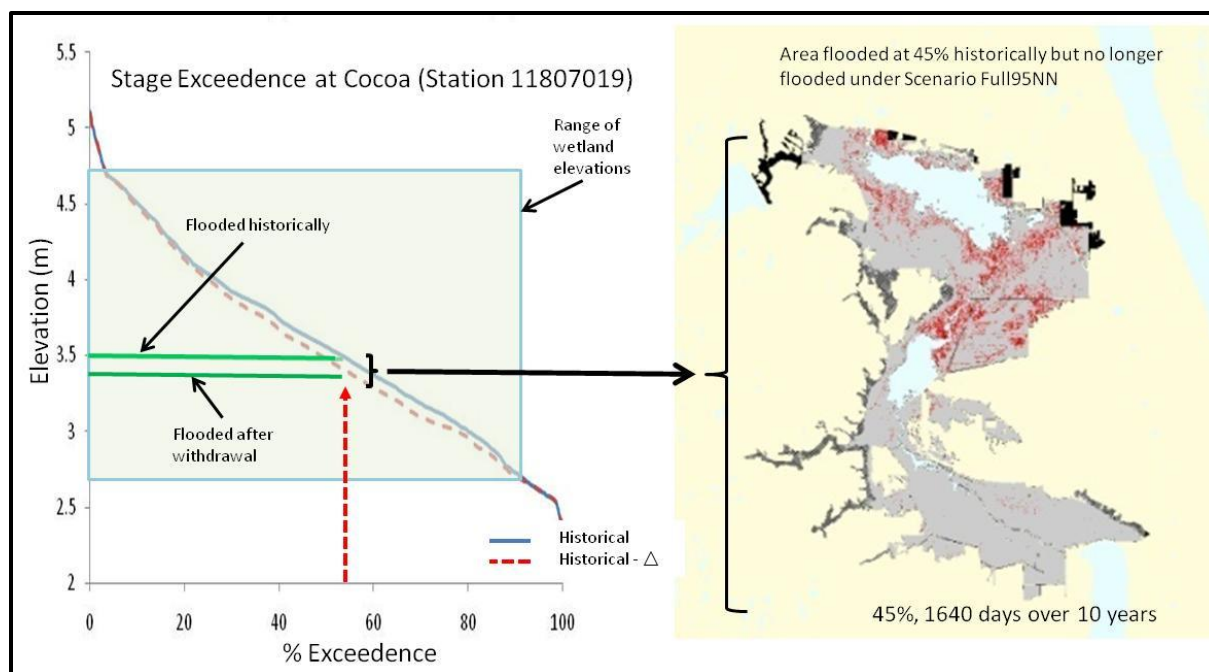 Stage Exceedence at Cocoa (Station 11807019)
5.5
5
4.5
4
3.5
3
2.5
2
Elevation (m)
Range of
wetland
elevations
Flooded historically
Flooded after
withdrawal
Historical
Historical - △
0
20
40
60
80
100
% Exceedence
Area flooded at 45% historically but no longer
flooded under Scenario Full95NN
45%, 1640 days over 10 years